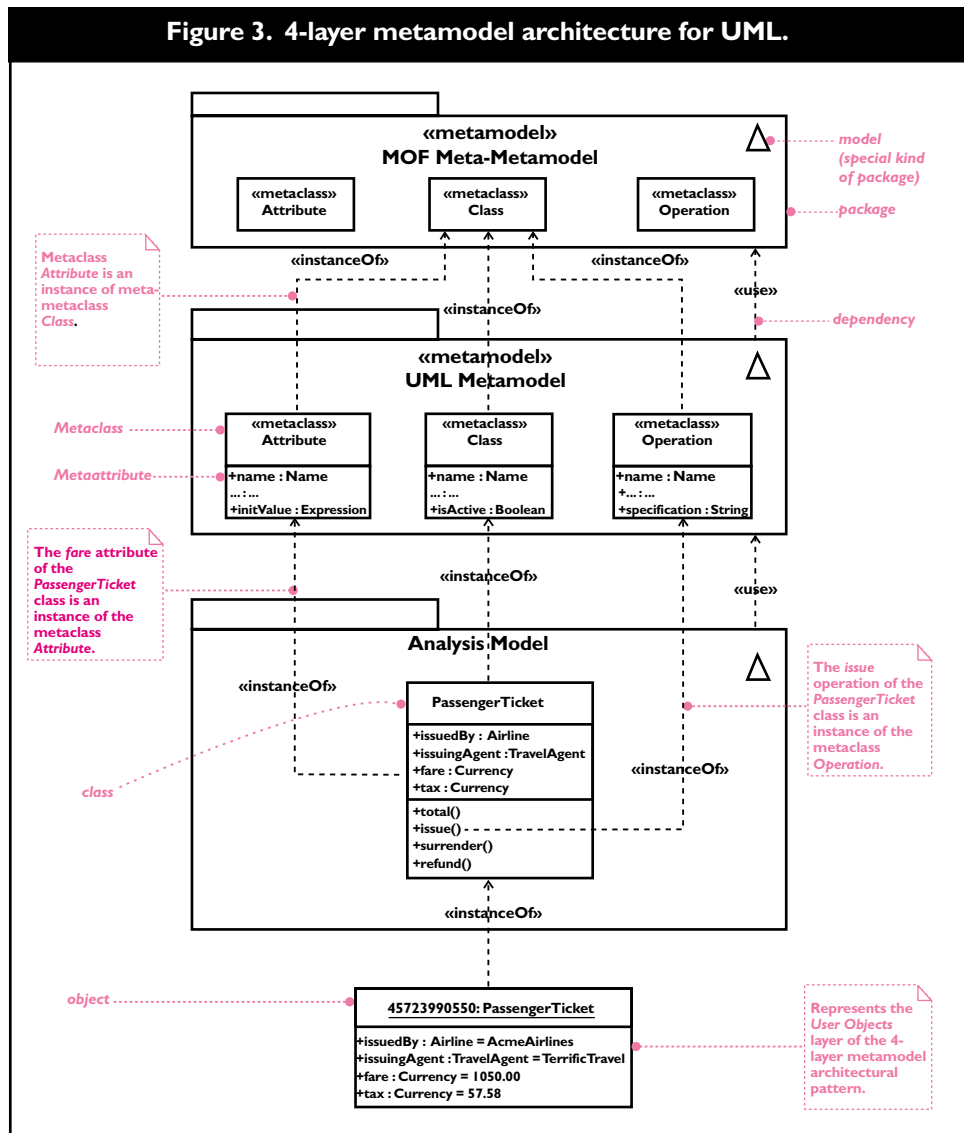 Figure 3. 4-layer metamodel architecture for UML.
«metamodel»
MOF Meta-Metamodel
model
(special kind
of package)
«metaclass»
Attribute
«metaclass»
Class
«metaclass»
Operation
package
Metaclass
Attribute is an
instance of meta-
metaclass
Class.
«instanceOf»
«instanceOf»
«instanceOf»
«use»
dependency
«metamodel»
UML Metamodel
Metaclass
«metaclass»
Attribute
«metaclass»
Class
«metaclass»
Operation
Metaattribute
+name : Name
... : ...
+initValue : Expression
+name : Name
... : ...
+isActive : Boolean
+name : Name
+... : ...
+specification : String
The fare attribute
of the
PassengerTicket
class is an
instance of the
metaclass
Attribute.
«instanceOf»
«use»
Analysis Model
«instanceOf»
PassengerTicket
+issuedBy : Airline
+issuingAgent :TravelAgent
+fare : Currency
+tax : Currency
+total()
+issue()
+surrender()
+refund()
«instanceOf»
The issue
operation of the
PassengerTicket
class is an
instance of the
metaclass
Operation.
class
«instanceOf»
object
45723990550: PassengerTicket
+issuedBy : Airline = AcmeAirlines
+issuingAgent :TravelAgent =TerrificTravel
+fare : Currency = 1050.00
+tax : Currency = 57.58
Represents the
User Objects
layer of the 4-
layer metamodel
architectural
pattern.